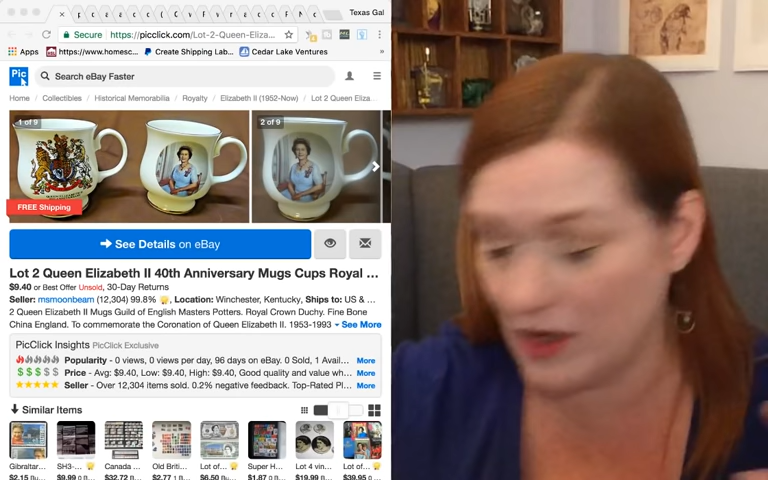 c
Texas Gal
Secure https://picclick.com/Lot-2-Queen-Eliza...
Apps https://www.homesc... Create Shipping Lab... Cedar Lake Ventures
Pic Search eBay Faster
Home / Collectibles / Historical Memorabilia / Royalty / Elizabeth II (1952-Now) / Lot 2 Queen Eliza...
1 of 9
2 of 9
FREE Shipping
See Details on eBay
Lot 2 Queen Elizabeth II 40th Anniversary Mugs Cups Royal ...
$9.40 or Best Offer Unsold, 30-Day Returns
Seller: msmoonbeam (12,304) 99.8% , Location: Winchester, Kentucky, Ships to: US & ...
2 Queen Elizabeth II Mugs Guild of English Masters Potters. Royal Crown Duchy. Fine Bone
China England. To commemorate the Coronation of Queen Elizabeth II. 1953-1993 See More
PicClick Insights PicClick Exclusive
Popularity - 0 views, 0 views per day, 96 days on eBay. 0 Sold, 1 Avail... More
$ $ $ $ $ Price - Avg: $9.40, Low: $9.40, High: $9.40, Good quality and value wh... More
Seller - Over 12,304 items sold. 0.2% negative feedback. Top-Rated Pl... More
Similar Items
Gibraltar... SH3-... Canada ... Old Briti... Lot of... Super H... Lot 4 vin... Lot of...
$2.15 Bu... $9.99 0 B... $32.72 Bu... $2.77 1 B... $6.50 Bu... $1.87 0 B... $19.99 Bu... $39.95 0...